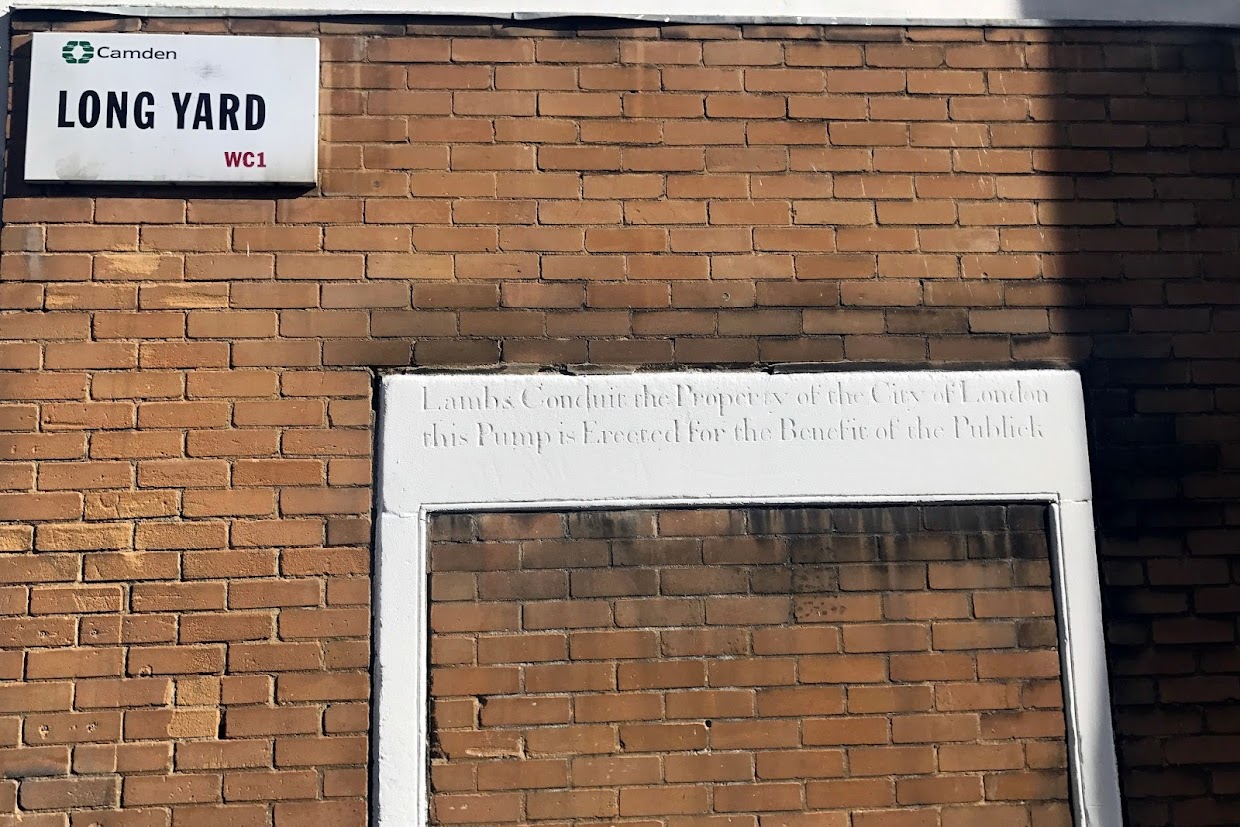 Camden
LONG YARD
WC1
Lambs Conduit the Property of the City of London
this Pump is Erected for the Benefit of the Publick